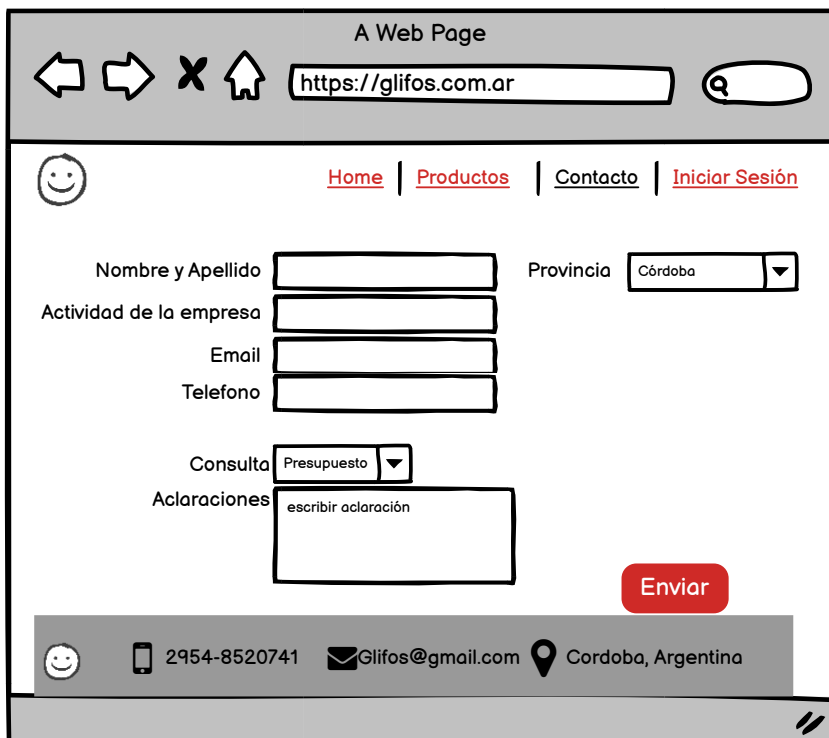 A Web Page
https://glifos.com.ar
Home Productos Contacto Iniciar Sesión
Nombre y Apellido Provincia Córdoba
Actividad de la empresa
Email
Telefono
Consulta Presupuesto
Aclaraciones escribir aclaración
Enviar
2954-8520741 Glifos@gmail.com Cordoba, Argentina